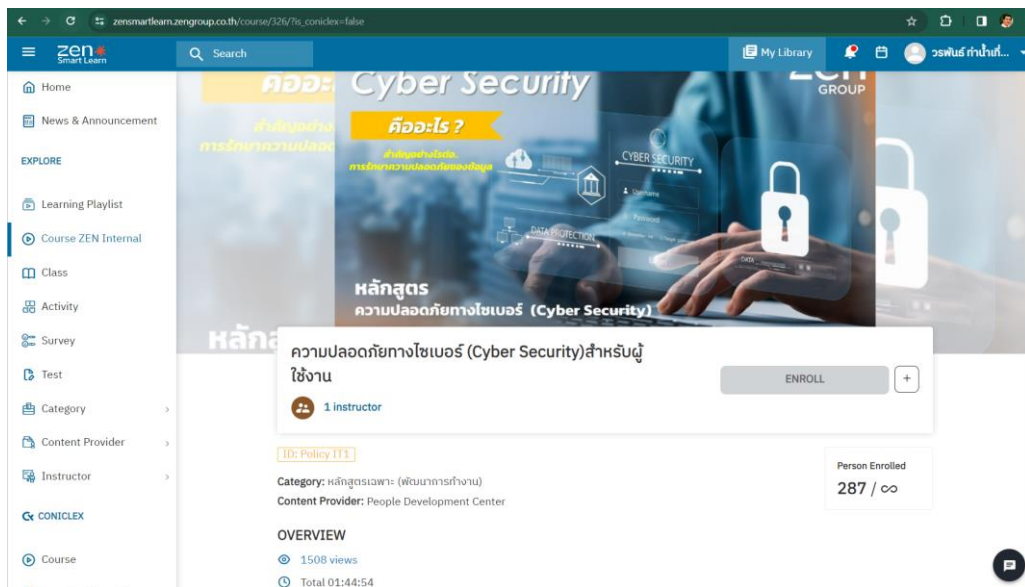 zensmartlearn.zengroup.co.th/course/326/?is_coniclex=false
zen
Smart Learn
Search
My Library
วรพันธ์ ท่าน้ำเที่...
Home
News & Announcement
EXPLORE
Learning Playlist
Course ZEN Internal
Class
Activity
Survey
Test
Category
Content Provider
Instructor
CONICLEX
Course
Cyber Security
GROUP
คืออะไร ?
สำคัญอย่างไรต่อ.
การรักษาความปลอดภัยของข้อมูล
CYBER SECURITY
Username
Password
DATA PROTECTION
DATA
หลักสูตร
ความปลอดภัยทางไซเบอร์ (Cyber Security)
ความปลอดภัยทางไซเบอร์ (Cyber Security)สำหรับผู้
ใช้งาน
1 instructor
ENROLL
+
ID: Policy IT1
Category: หลักสูตรเฉพาะ (พัฒนาการทำงาน)
Content Provider: People Development Center
Person Enrolled
287 / ∞
OVERVIEW
1508 views
Total 01:44:54